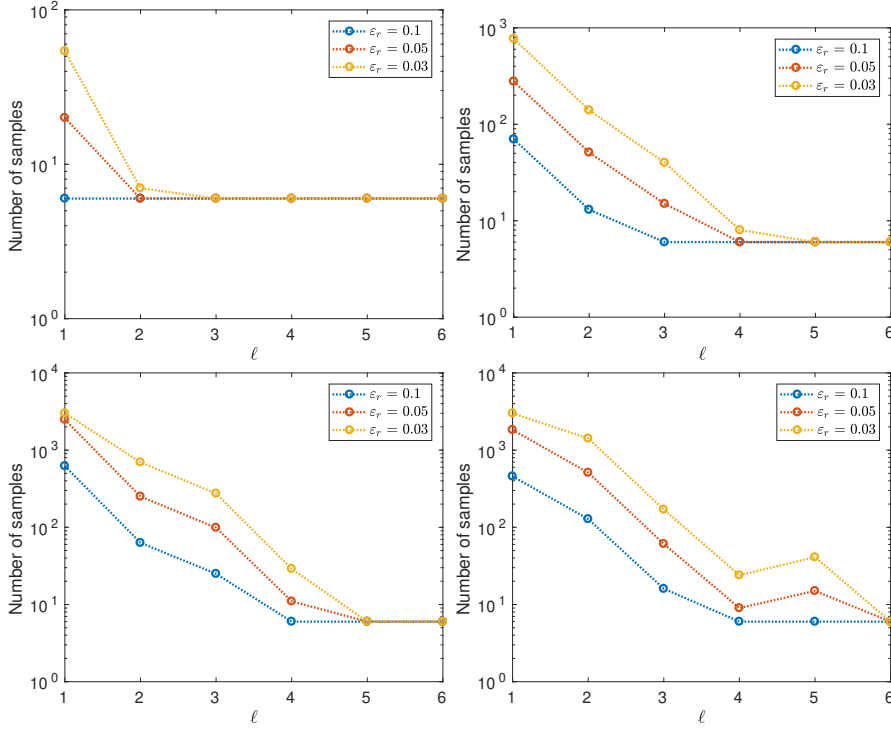 10^2
10^1
10^0
Number of samples
1 2 3 4 5 6
ℓ
ε_r = 0.1
ε_r = 0.05
ε_r = 0.03
10^3
10^2
10^1
10^0
Number of samples
1 2 3 4 5 6
ℓ
ε_r = 0.1
ε_r = 0.05
ε_r = 0.03
10^4
10^3
10^2
10^1
10^0
Number of samples
1 2 3 4 5 6
ℓ
ε_r = 0.1
ε_r = 0.05
ε_r = 0.03
10^4
10^3
10^2
10^1
10^0
Number of samples
1 2 3 4 5 6
ℓ
ε_r = 0.1
ε_r = 0.05
ε_r = 0.03